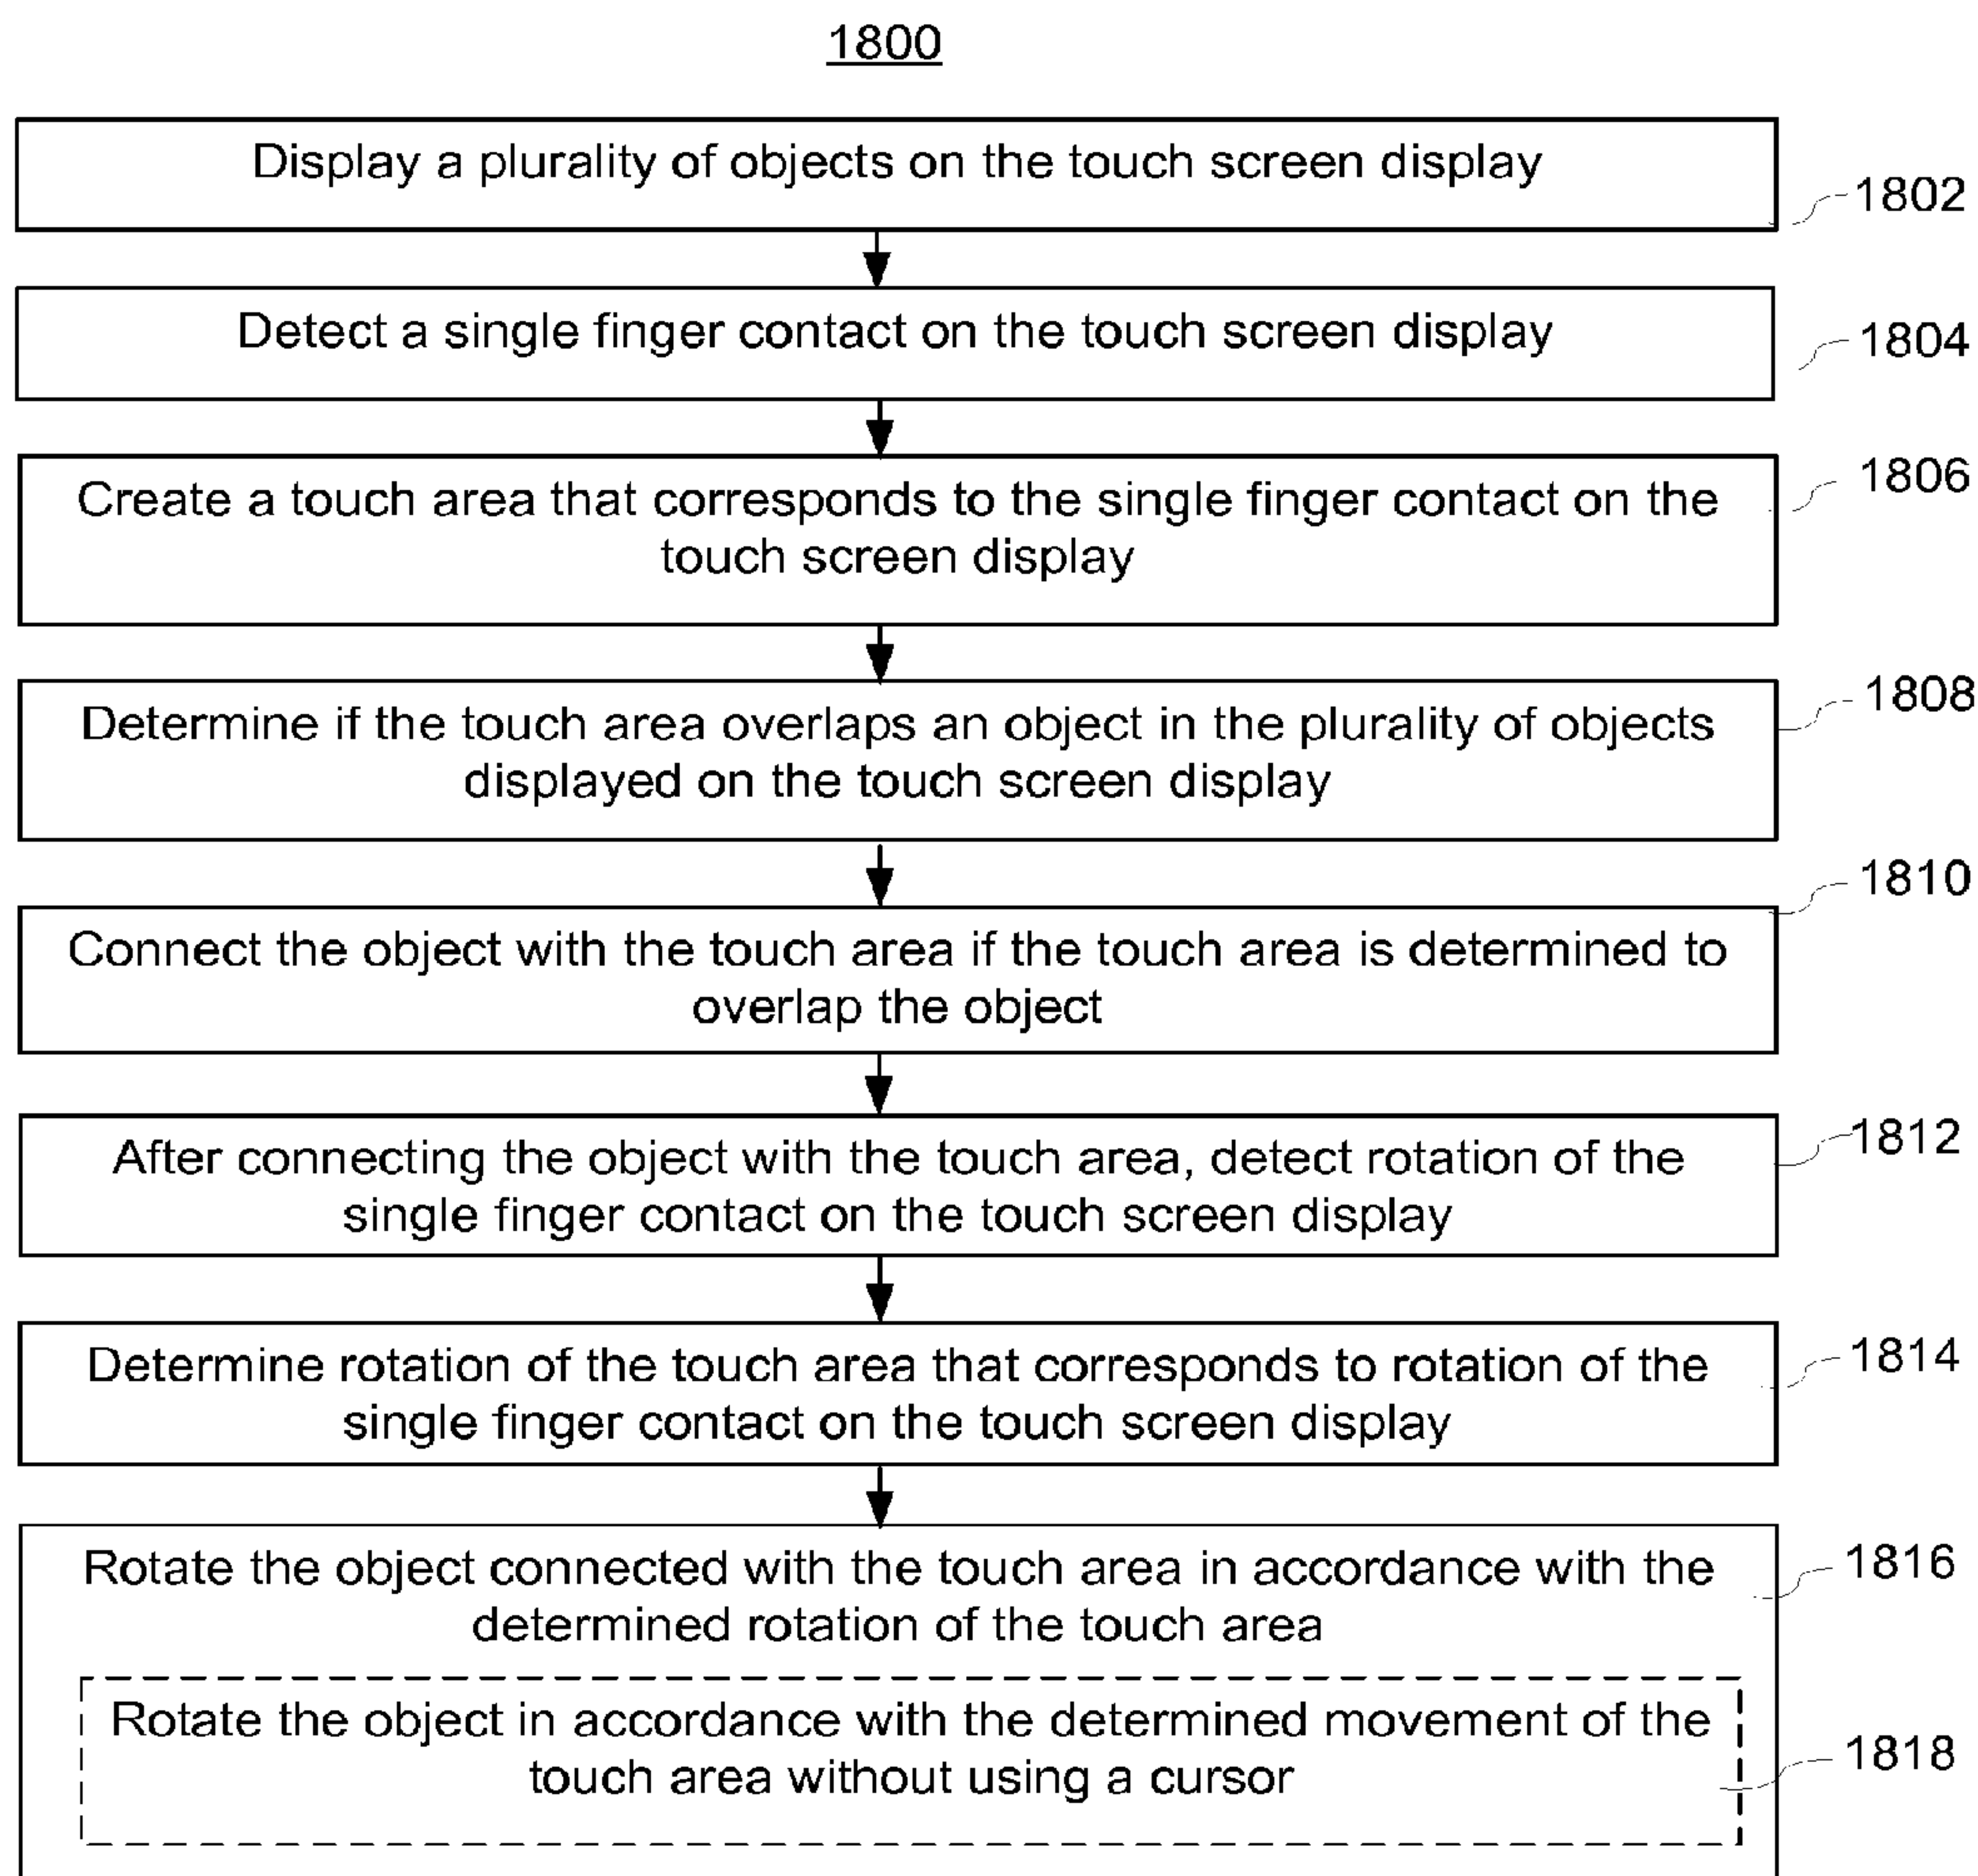 1800
Display a plurality of objects on the touch screen display
1802
Detect a single finger contact on the touch screen display
1804
Create a touch area that corresponds to the single finger contact on the
touch screen display
1806
Determine if the touch area overlaps an object in the plurality of objects
displayed on the touch screen display
1808
Connect the object with the touch area if the touch area is determined to
overlap the object
1810
After connecting the object with the touch area, detect rotation of the
single finger contact on the touch screen display
1812
Determine rotation of the touch area that corresponds to rotation of the
single finger contact on the touch screen display
1814
Rotate the object connected with the touch area in accordance with the
determined rotation of the touch area
1816
Rotate the object in accordance with the determined movement of the
touch area without using a cursor
1818